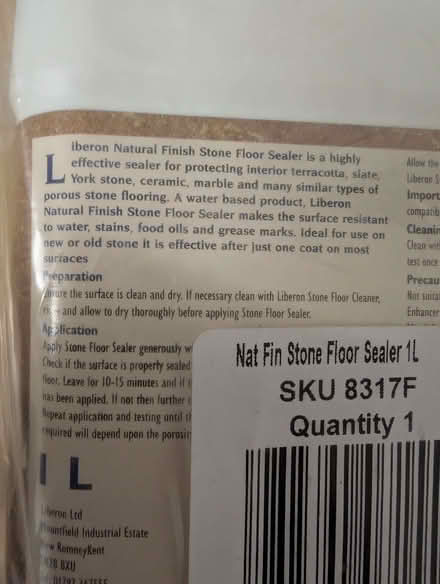 Liberon Natural Finish Stone Floor Sealer is a highly
effective sealer for protecting interior terracotta, slate,
York stone, ceramic, marble and many similar types of
porous stone flooring. A water based product, Liberon
Natural Finish Stone Floor Sealer makes the surface resistant
to water, stains, food oils and grease marks. Ideal for use on
new or old stone it is effective after just one coat on most
surfaces
Preparation
the surface is clean and dry. If necessary clean with Liberon Stone Floor Cleaner,
and allow to dry thoroughly before applying Stone Floor Sealer.
Application
Apply Stone Floor Sealer generously
Check if the surface is properly sealed
floor. Leave for 10-15 minutes and if
has been applied. If not then further
Repeat application and testing until
required will depend upon the
1 L
Liberon Ltd
Mountfield Industrial Estate
New RomneyKent
8XU
Allow the
Liberon S
Import
compatib
Cleanin
Clean with
test once
Precau
Not suita
Enhancer
Nat Fin Stone Floor Sealer 1L
SKU 8317F
Quantity 1